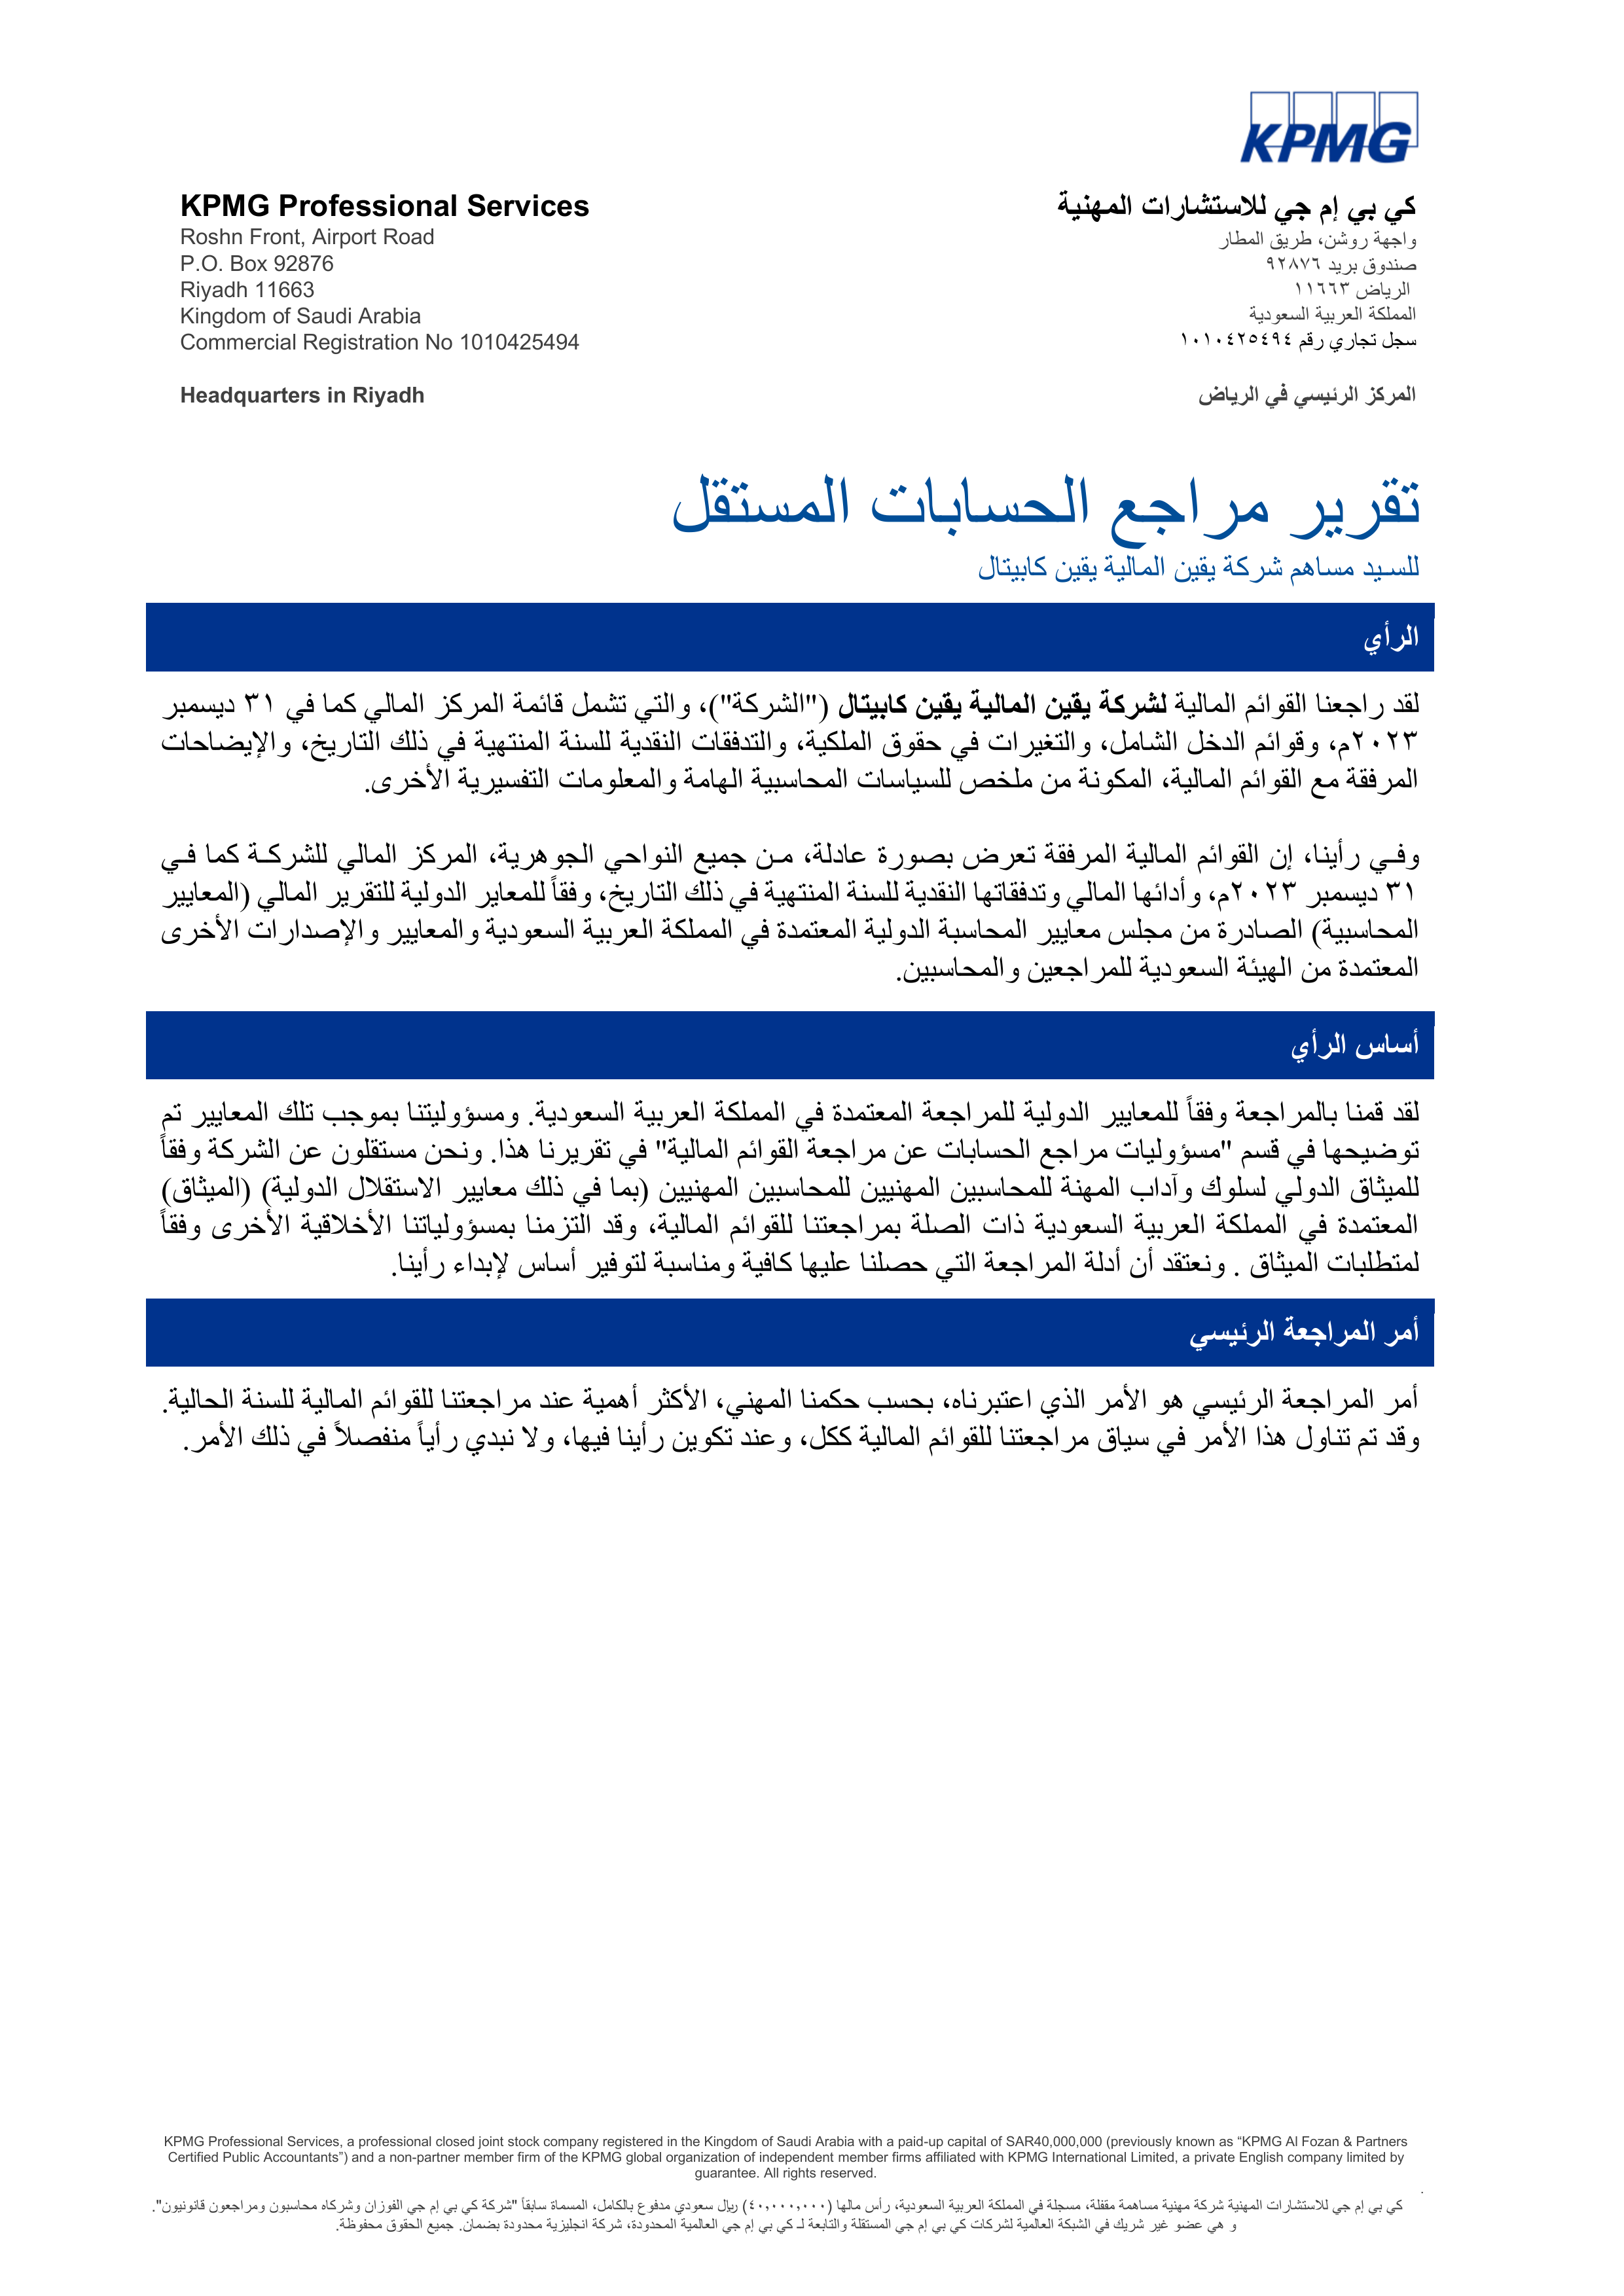 KPMG
KPMG Professional Services
Roshn Front, Airport Road
P.O. Box 92876
Riyadh 11663
Kingdom of Saudi Arabia
Commercial Registration No 1010425494
Headquarters in Riyadh
كي بي إم جي للاستشارات المهنية
واجهة روشن، طريق المطار
صندوق بريد ٩٢٨٧٦
الرياض ١١٦٦٣
المملكة العربية السعودية
سجل تجاري رقم ١٠١٠٤٢٥٤٩٤
المركز الرئيسي في الرياض
تقرير مراجع الحسابات المستقل
للسيد مساهم شركة يقين المالية يقين كابيتال
الرأي
لقد راجعنا القوائم المالية لشركة يقين المالية يقين كابيتال ("الشركة")، والتي تشمل قائمة المركز المالي كما في ٣١ ديسمبر
٢٠٢٣م، وقوائم الدخل الشامل، والتغيرات في حقوق الملكية، والتدفقات النقدية للسنة المنتهية في ذلك التاريخ، والإيضاحات
المرفقة مع القوائم المالية، المكونة من ملخص للسياسات المحاسبية الهامة والمعلومات التفسيرية الأخرى.
وفي رأينا، إن القوائم المالية المرفقة تعرض بصورة عادلة، من جميع النواحي الجوهرية، المركز المالي للشركة كما في
٣١ ديسمبر ٢٠٢٣م، وأدائها المالي وتدفقاتها النقدية للسنة المنتهية في ذلك التاريخ، وفقاً للمعاير الدولية للتقرير المالي (المعايير
المحاسبية) الصادرة من مجلس معايير المحاسبة الدولية المعتمدة في المملكة العربية السعودية والمعايير والإصدارات الأخرى
المعتمدة من الهيئة السعودية للمراجعين والمحاسبين.
أساس الرأي
لقد قمنا بالمراجعة وفقاً للمعايير الدولية للمراجعة المعتمدة في المملكة العربية السعودية. ومسؤوليتنا بموجب تلك المعايير تم
توضيحها في قسم "مسؤوليات مراجع الحسابات عن مراجعة القوائم المالية" في تقريرنا هذا. ونحن مستقلون عن الشركة وفقاً
للميثاق الدولي لسلوك وآداب المهنة للمحاسبين المهنيين للمحاسبين المهنيين (بما في ذلك معايير الاستقلال الدولية) (الميثاق)
المعتمدة في المملكة العربية السعودية ذات الصلة بمراجعتنا للقوائم المالية، وقد التزمنا بمسؤولياتنا الأخلاقية الأخرى وفقاً
لمتطلبات الميثاق . ونعتقد أن أدلة المراجعة التي حصلنا عليها كافية ومناسبة لتوفير أساس لإبداء رأينا.
أمر المراجعة الرئيسي
أمر المراجعة الرئيسي هو الأمر الذي اعتبرناه، بحسب حكمنا المهني، الأكثر أهمية عند مراجعتنا للقوائم المالية للسنة الحالية.
وقد تم تناول هذا الأمر في سياق مراجعتنا للقوائم المالية ككل، وعند تكوين رأينا فيها، ولا نبدي رأياً منفصلاً في ذلك الأمر.
KPMG Professional Services, a professional closed joint stock company registered in the Kingdom of Saudi Arabia with a paid-up capital of SAR40,000,000 (previously known as “KPMG Al Fozan & Partners
Certified Public Accountants”) and a non-partner member firm of the KPMG global organization of independent member firms affiliated with KPMG International Limited, a private English company limited by
guarantee. All rights reserved.
كي بي إم جي للاستشارات المهنية شركة مهنية مساهمة مقفلة، مسجلة في المملكة العربية السعودية، رأس مالها (٤٠,٠٠٠,٠٠٠) ريال سعودي مدفوع بالكامل، المسماة سابقاً "شركة كي بي إم جي الفوزان وشركاه محاسبون ومراجعون قانونيون".
و هي عضو غير شريك في الشبكة العالمية لشركات كي بي إم جي المستقلة والتابعة لـ كي بي إم جي العالمية المحدودة، شركة انجليزية محدودة بضمان. جميع الحقوق محفوظة.